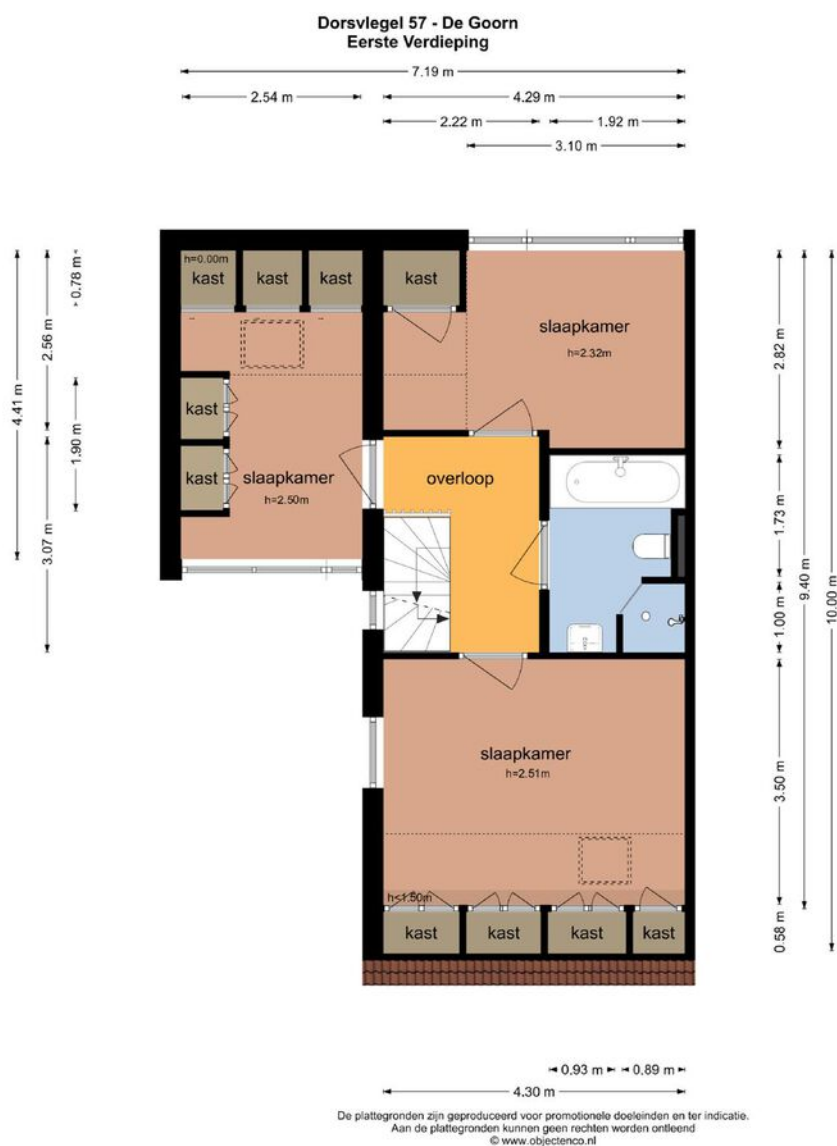 Dorsvlegel 57 - De Goorn
Eerste Verdieping
7.19 m
2.54 m
4.29 m
2.22 m
1.92 m
3.10 m
h=0.00m
kast
kast
kast
kast
slaapkamer
h=2.32m
kast
kast
slaapkamer
h=2.50m
overloop
4.41 m
2.56 m
0.78 m
1.90 m
3.07 m
2.82 m
1.73 m
1.00 m
9.40 m
10.00 m
3.50 m
0.58 m
slaapkamer
h=2.51m
h<1.50m
kast
kast
kast
kast
0.93 m
0.89 m
4.30 m
De plattegronden zijn geproduceerd voor promotionele doeleinden en ter indicatie.
Aan de plattegronden kunnen geen rechten worden ontleend
© www.objectenco.nl